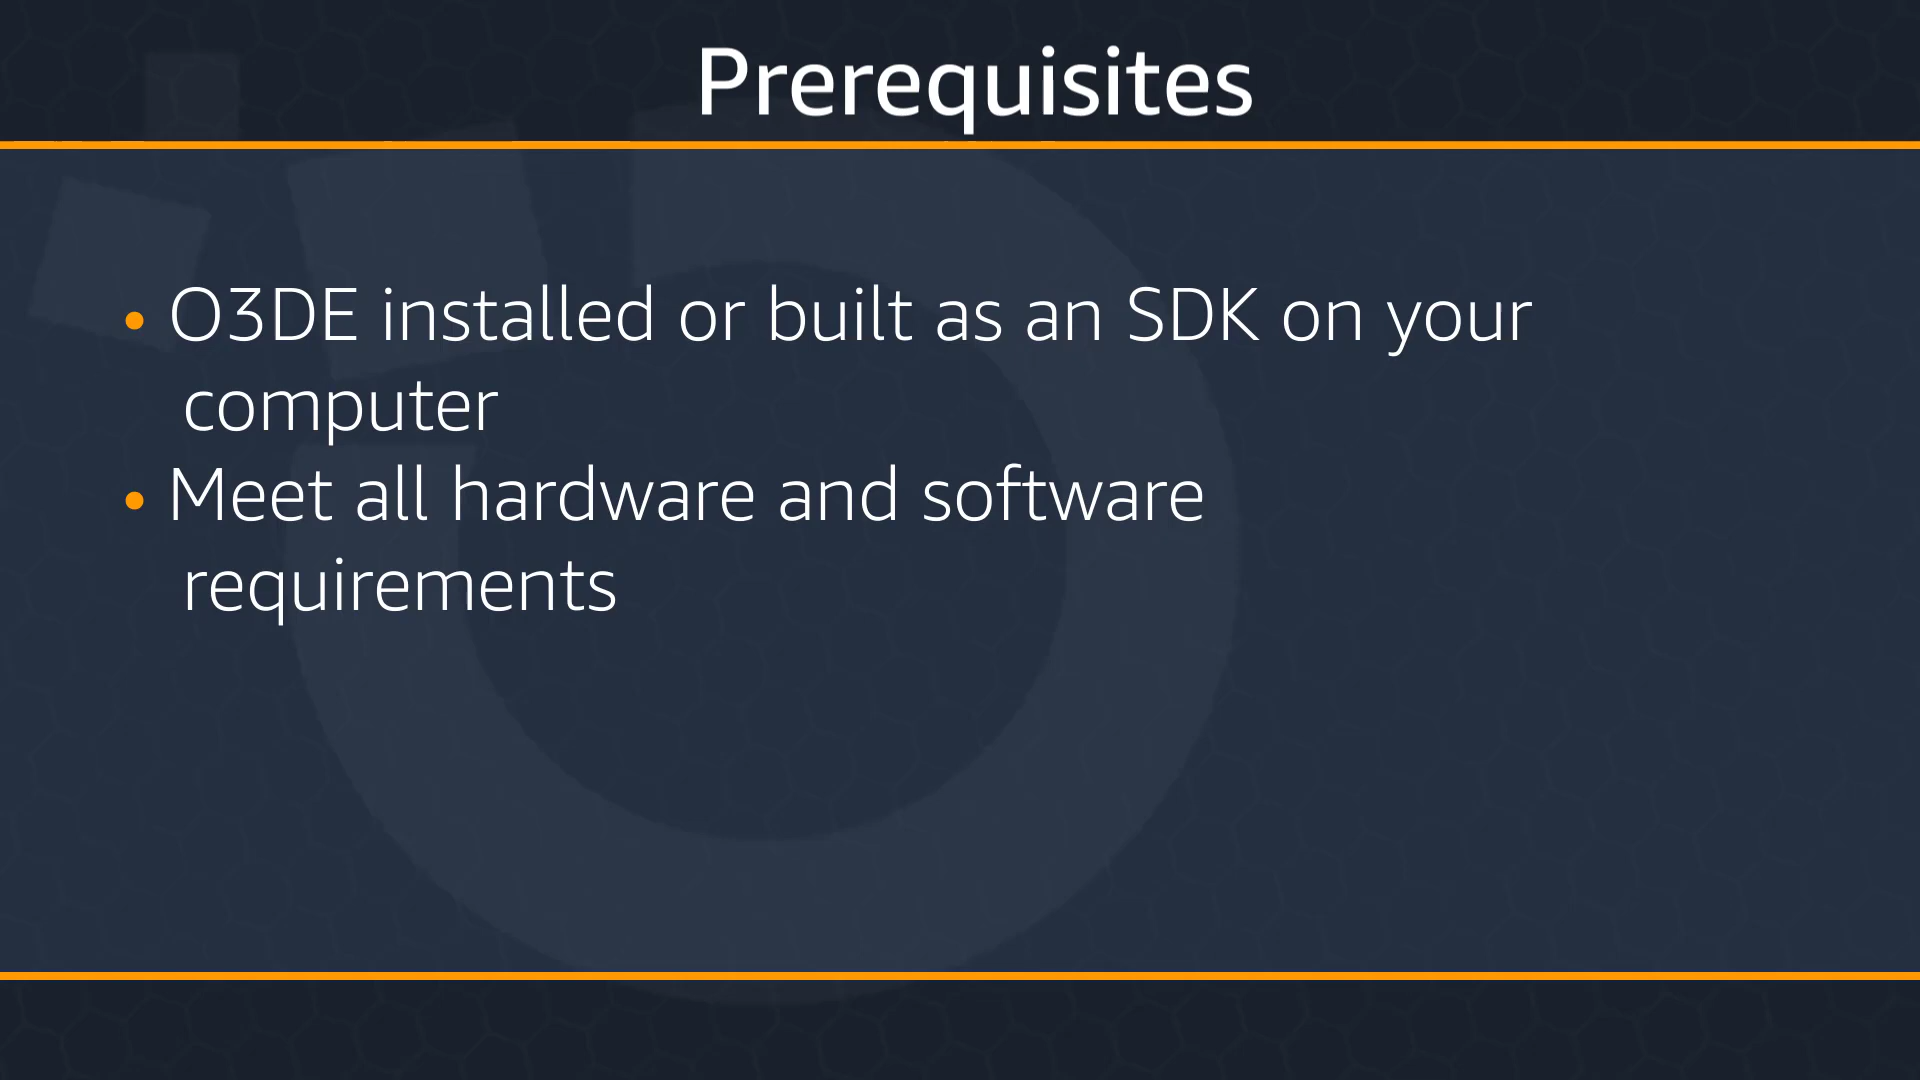 Prerequisites
• O3DE installed or built as an SDK on your
computer
• Meet all hardware and software
requirements